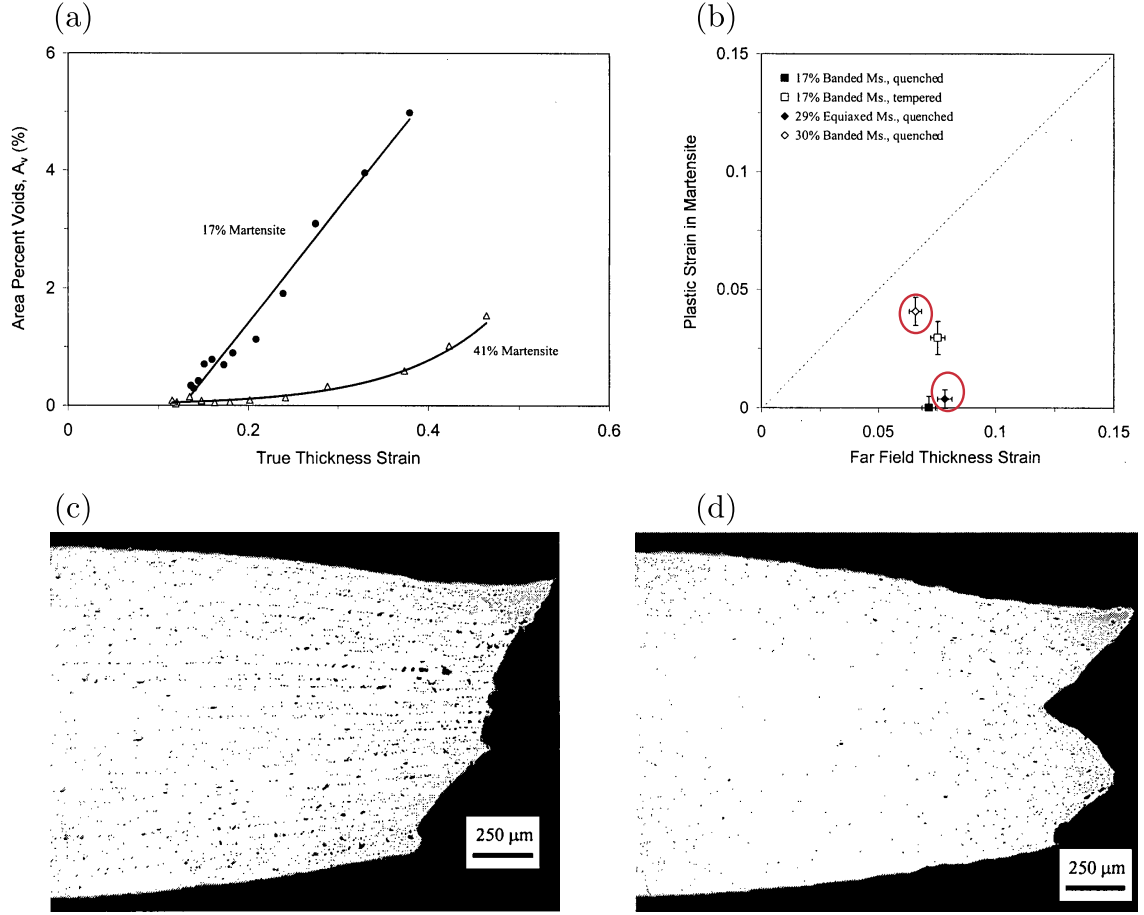 (a)
6
4
2
0
0
0.2
0.4
0.6
Area Percent Voids, Av (%)
True Thickness Strain
17% Martensite
41% Martensite
(b)
0.15
0.1
0.05
0
0
0.05
0.1
0.15
Plastic Strain in Martensite
Far Field Thickness Strain
17% Banded Ms., quenched
17% Banded Ms., tempered
29% Equiaxed Ms., quenched
30% Banded Ms., quenched
(c)
250 μm
(d)
250 μm